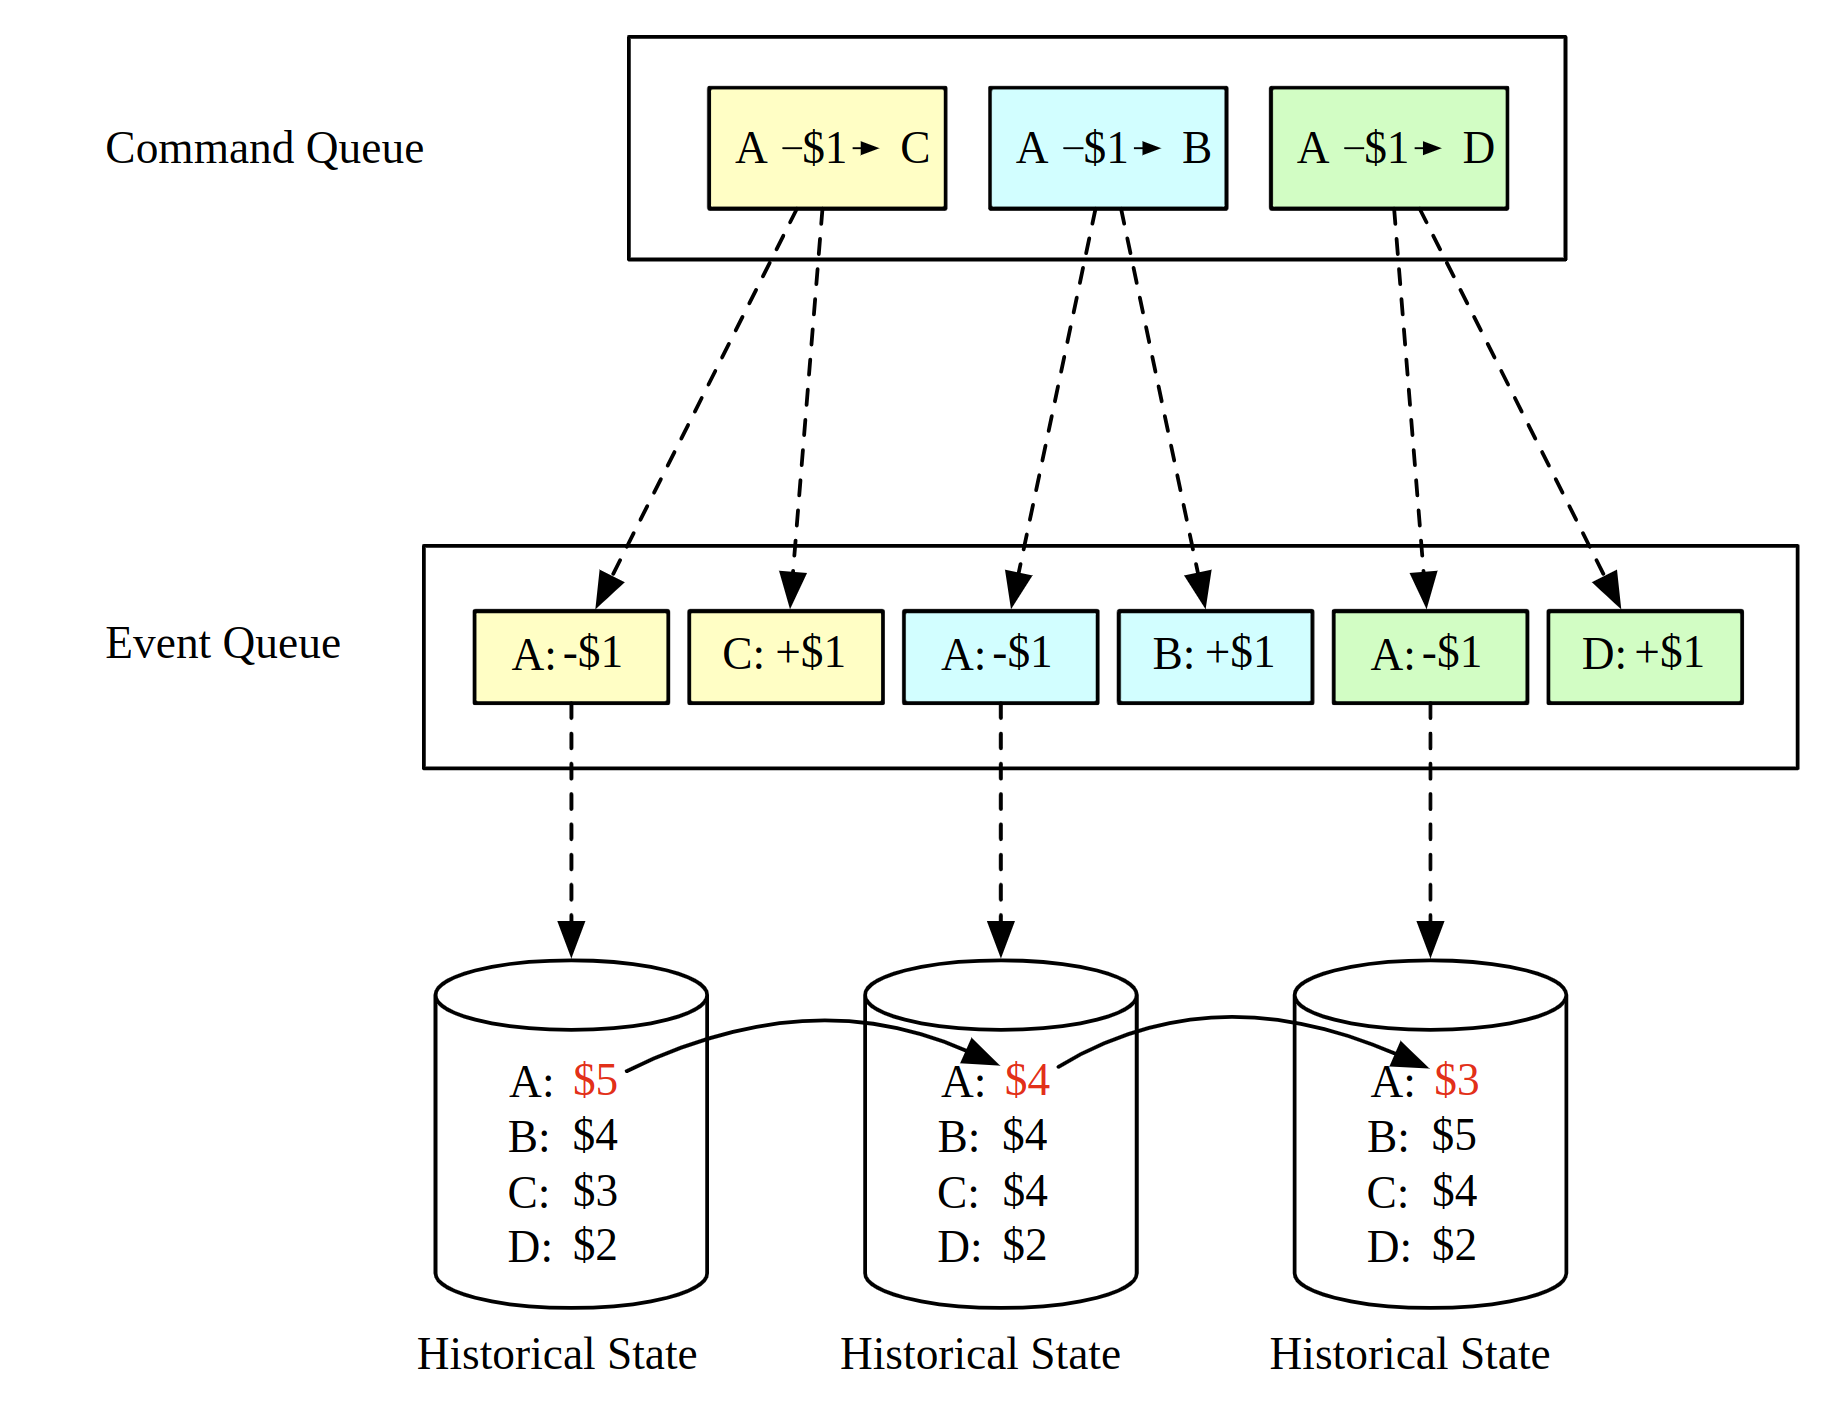 Command Queue
A –$1→ C
A –$1→ B
A –$1→ D
Event Queue
A: -$1
C: +$1
A: -$1
B: +$1
A: -$1
D: +$1
A: $5
B: $4
C: $3
D: $2
Historical State
A: $4
B: $4
C: $4
D: $2
Historical State
A: $3
B: $5
C: $4
D: $2
Historical State